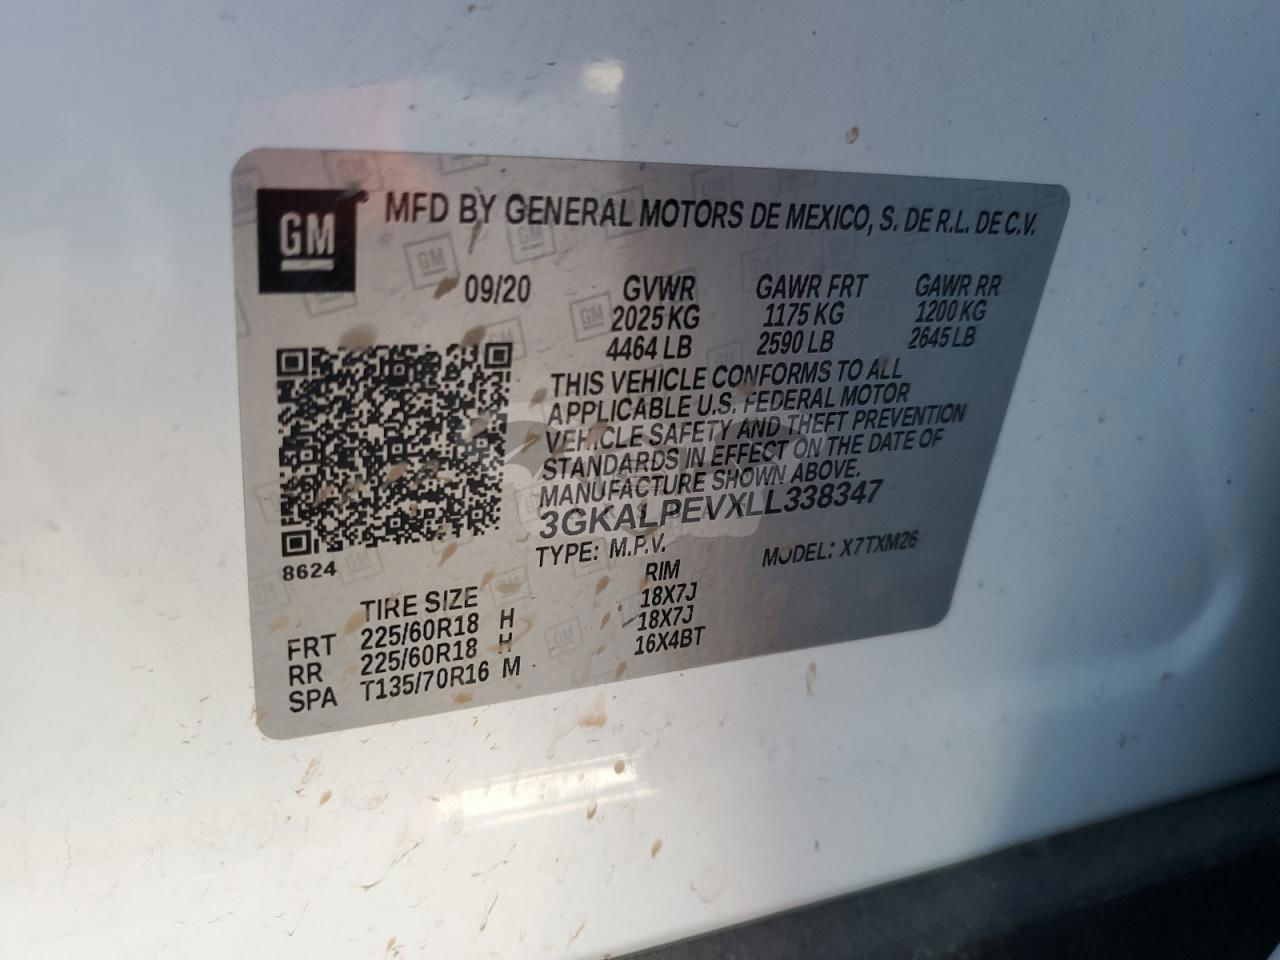 GM
MFD BY GENERAL MOTORS DE MEXICO, S. DE R.L. DE C.V.
09/20
GVWR GAWR FRT GAWR RR
2025 KG 1175 KG 1200 KG
4464 LB 2590 LB 2645 LB
THIS VEHICLE CONFORMS TO ALL
APPLICABLE U.S. FEDERAL MOTOR
VEHICLE SAFETY AND THEFT PREVENTION
STANDARDS IN EFFECT ON THE DATE OF
MANUFACTURE SHOWN ABOVE.
3GKALPEVXLL338347
TYPE: M.P.V. MODEL: X7TXM26
8624
TIRE SIZE RIM
FRT 225/60R18 H 18X7J
RR 225/60R18 H 18X7J
SPA T135/70R16 M 16X4BT